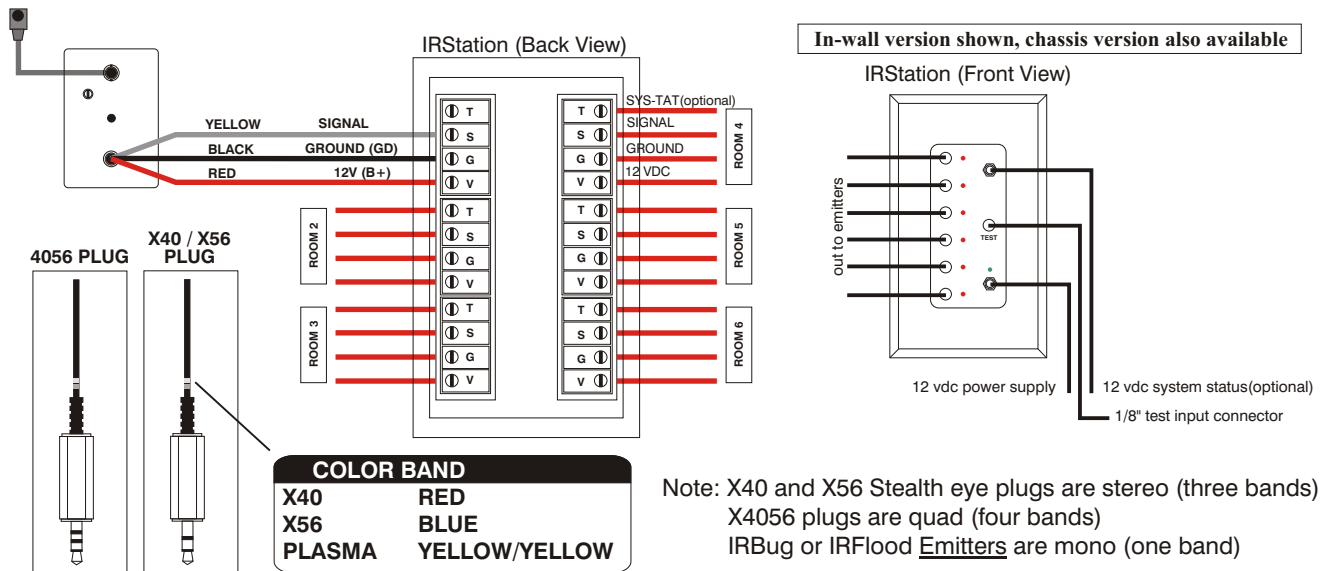 In-wall version shown, chassis version also available
IRStation (Back View)
IRStation (Front View)
YELLOW SIGNAL
BLACK GROUND (GD)
RED 12V (B+)
T
S
G
V
T
S
G
V
T
S
G
V
T
S
G
V
T
S
G
V
T
S
G
V
SYS-TAT(optional)
SIGNAL
GROUND
12 VDC
ROOM 4
ROOM 2
ROOM 5
ROOM 3
ROOM 6
out to emitters
TEST
12 vdc power supply
12 vdc system status(optional)
1/8" test input connector
4056 PLUG
X40 / X56
PLUG
COLOR BAND
X40 RED
X56 BLUE
PLASMA YELLOW/YELLOW
Note: X40 and X56 Stealth eye plugs are stereo (three bands)
X4056 plugs are quad (four bands)
IRBug or IRFlood Emitters are mono (one band)